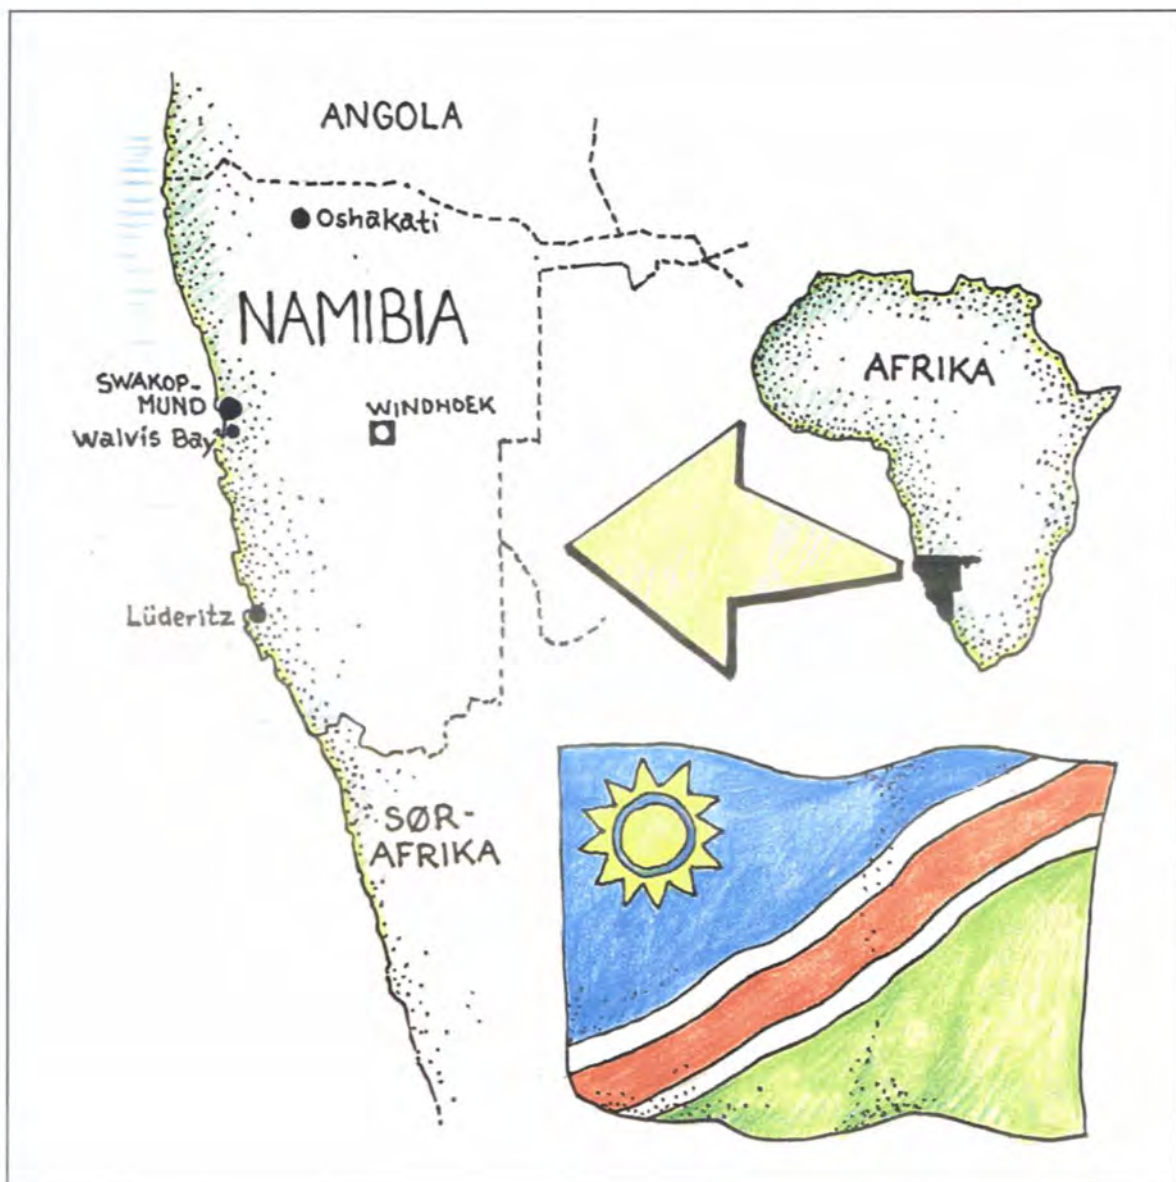 ANGOLA
Oshakati
NAMIBIA
SWAKOP-
MUND
Walvis Bay
WINDHOEK
AFRIKA
Lüderitz
SØR-
AFRIKA